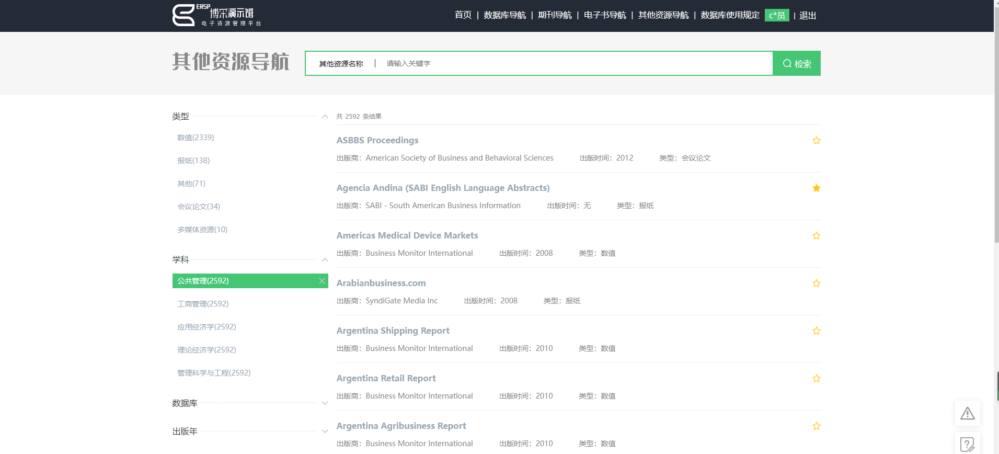 ERSP 博采演示馆
电子资源管理平台
首页 | 数据库导航 | 期刊导航 | 电子书导航 | 其他资源导航 | 数据库使用规定 c*员 | 退出
其他资源导航
其他资源名称 | 请输入关键字
检索
类型
数值(2339)
报纸(138)
其他(71)
会议论文(34)
多媒体资源(10)
学科
公共管理(2592)
工商管理(2592)
应用经济学(2592)
理论经济学(2592)
管理科学与工程(2592)
数据库
出版年
共 2592 条结果
ASBBS Proceedings
出版商：American Society of Business and Behavioral Sciences 出版时间：2012 类型：会议论文
Agencia Andina (SABI English Language Abstracts)
出版商：SABI - South American Business Information 出版时间：无 类型：报纸
Americas Medical Device Markets
出版商：Business Monitor International 出版时间：2008 类型：数值
Arabianbusiness.com
出版商：SyndiGate Media Inc 出版时间：2008 类型：报纸
Argentina Shipping Report
出版商：Business Monitor International 出版时间：2010 类型：数值
Argentina Retail Report
出版商：Business Monitor International 出版时间：2010 类型：数值
Argentina Agribusiness Report
出版商：Business Monitor International 出版时间：2010 类型：数值